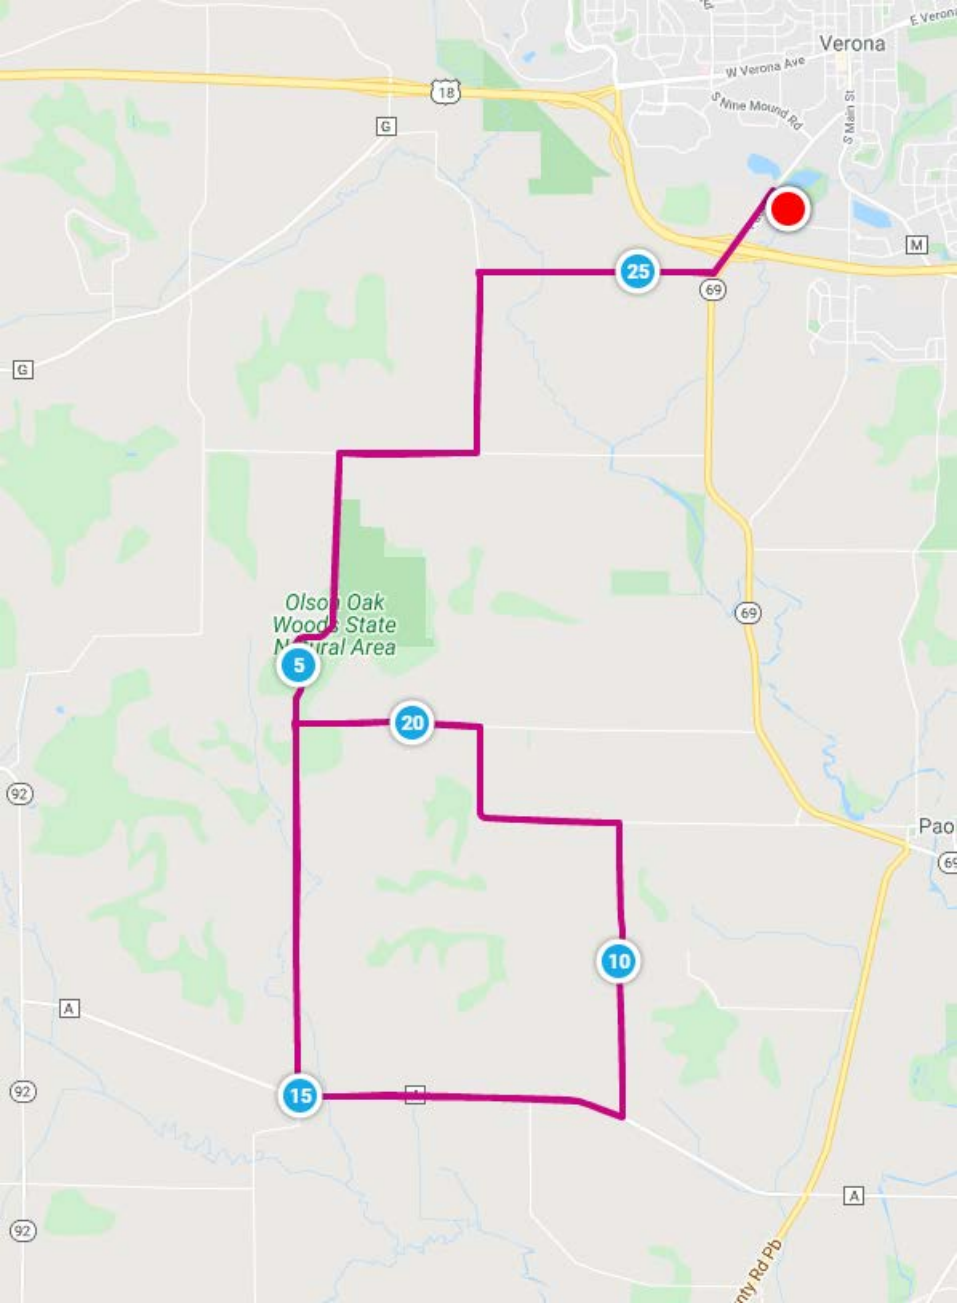 E Verona
Verona
W Verona Ave
18
S Nine Mound Rd
S Main St
G
M
25
69
G
Olson Oak
Woods State
Natural Area
69
5
20
92
Pao
69
10
A
92
15
A
92
nty Rd Pb